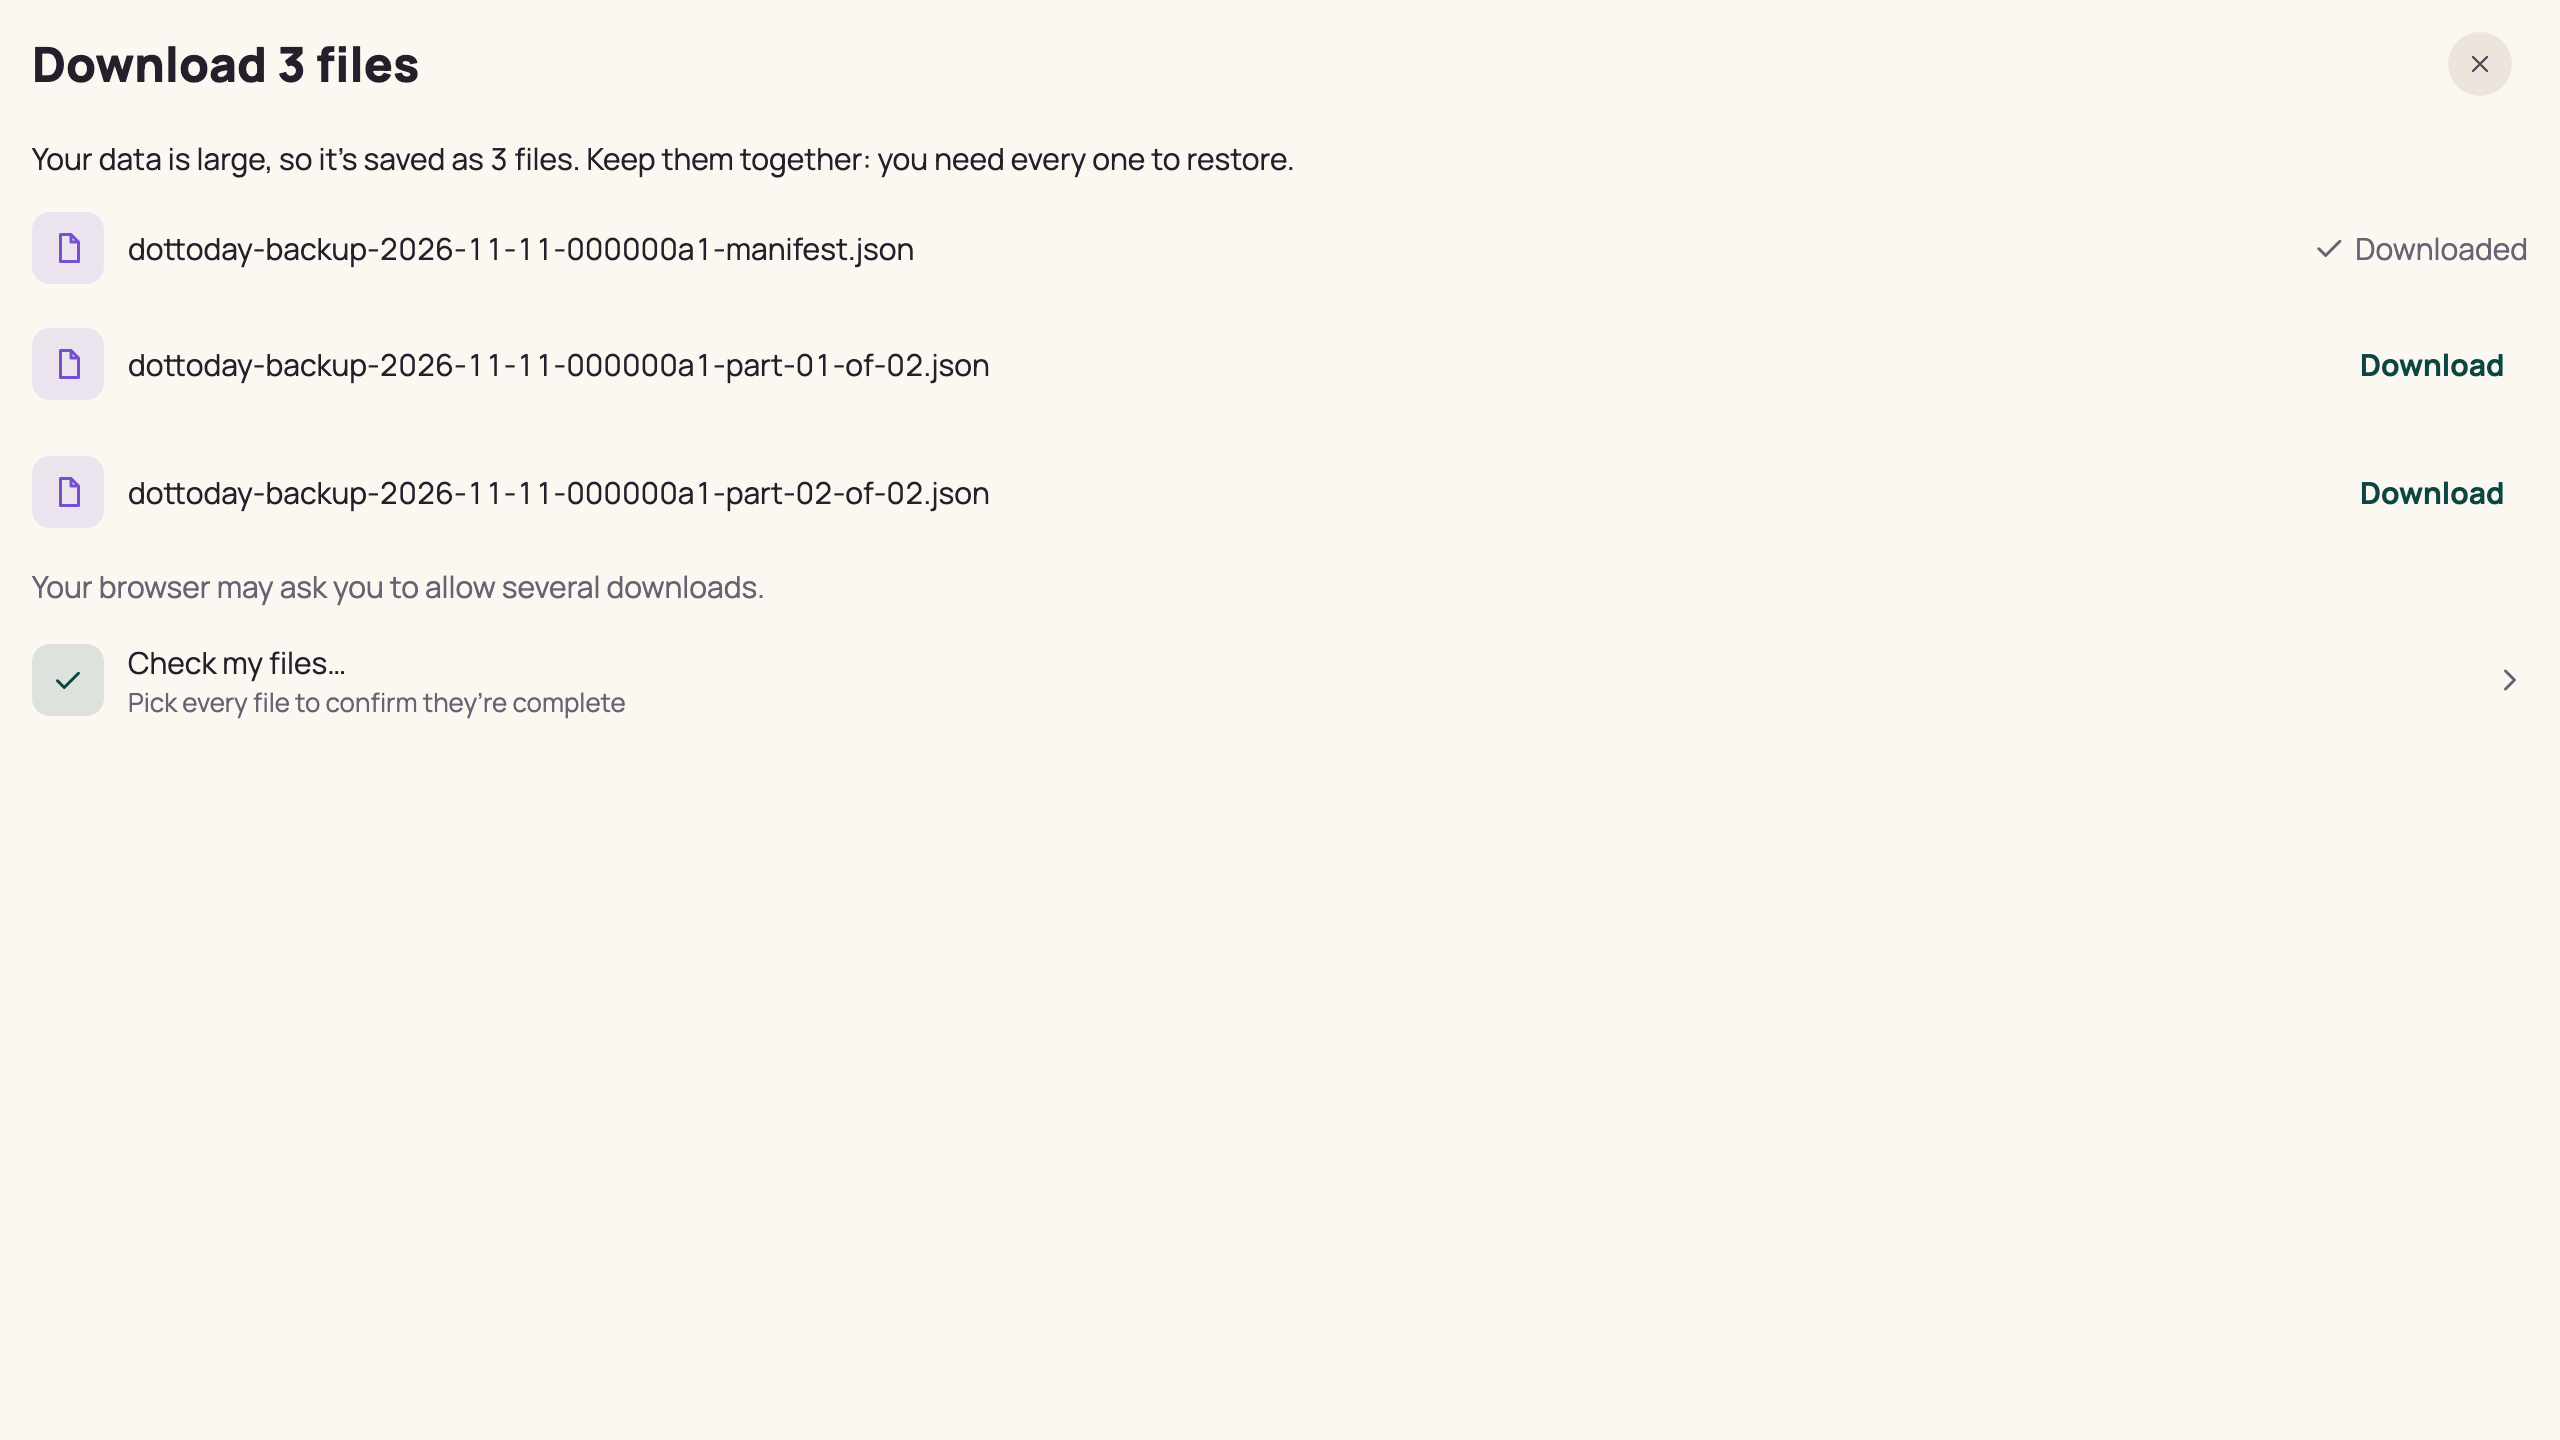 Download 3 files
Your data is large, so it’s saved as 3 files. Keep them together: you need every one to restore.
dottoday-backup-2026-11-11-000000a1-manifest.json
Downloaded
dottoday-backup-2026-11-11-000000a1-part-01-of-02.json
Download
dottoday-backup-2026-11-11-000000a1-part-02-of-02.json
Download
Your browser may ask you to allow several downloads.
Check my files…
Pick every file to confirm they’re complete